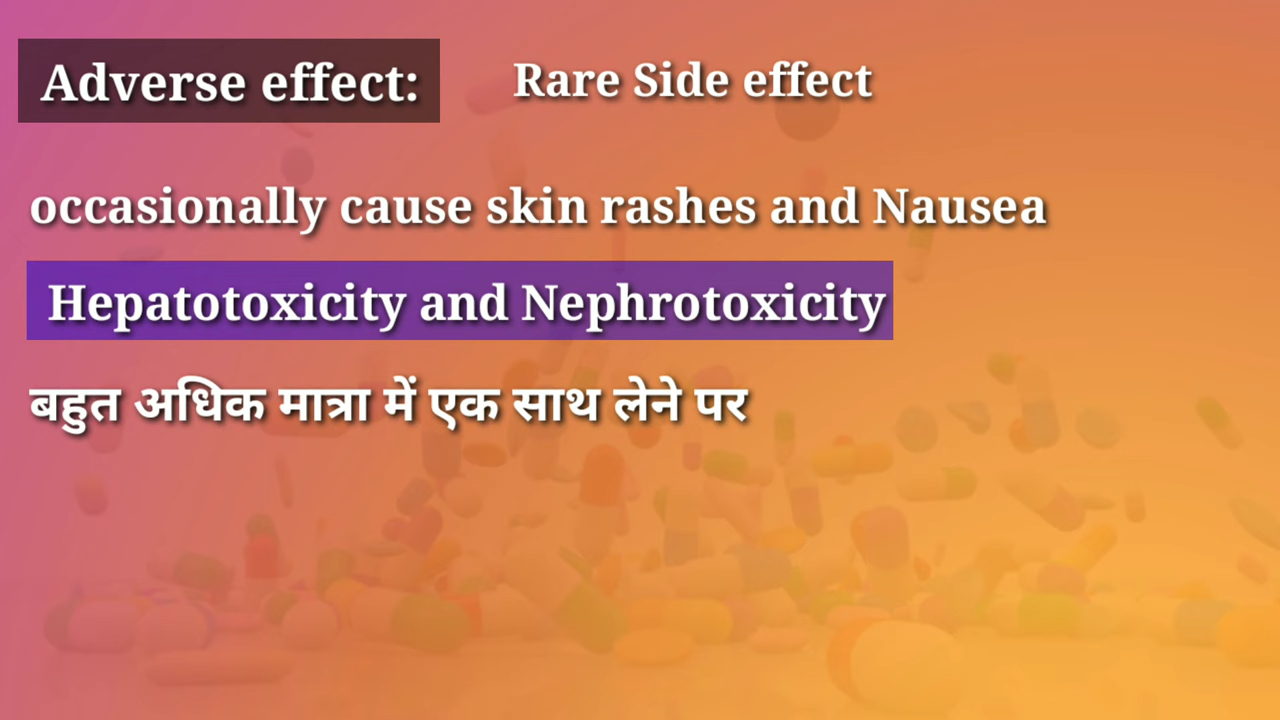 Adverse effect: Rare Side effect
occasionally cause skin rashes and Nausea
Hepatotoxicity and Nephrotoxicity
बहुत अधिक मात्रा में एक साथ लेने पर